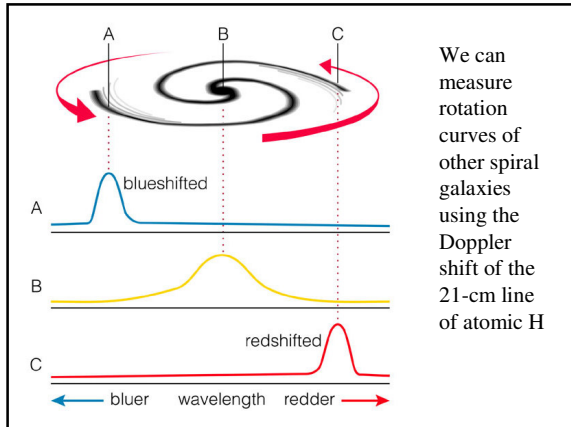 A B C
blueshifted
A
B
redshifted
C
bluer wavelength redder
We can
measure
rotation
curves of
other spiral
galaxies
using the
Doppler
shift of the
21-cm line
of atomic H